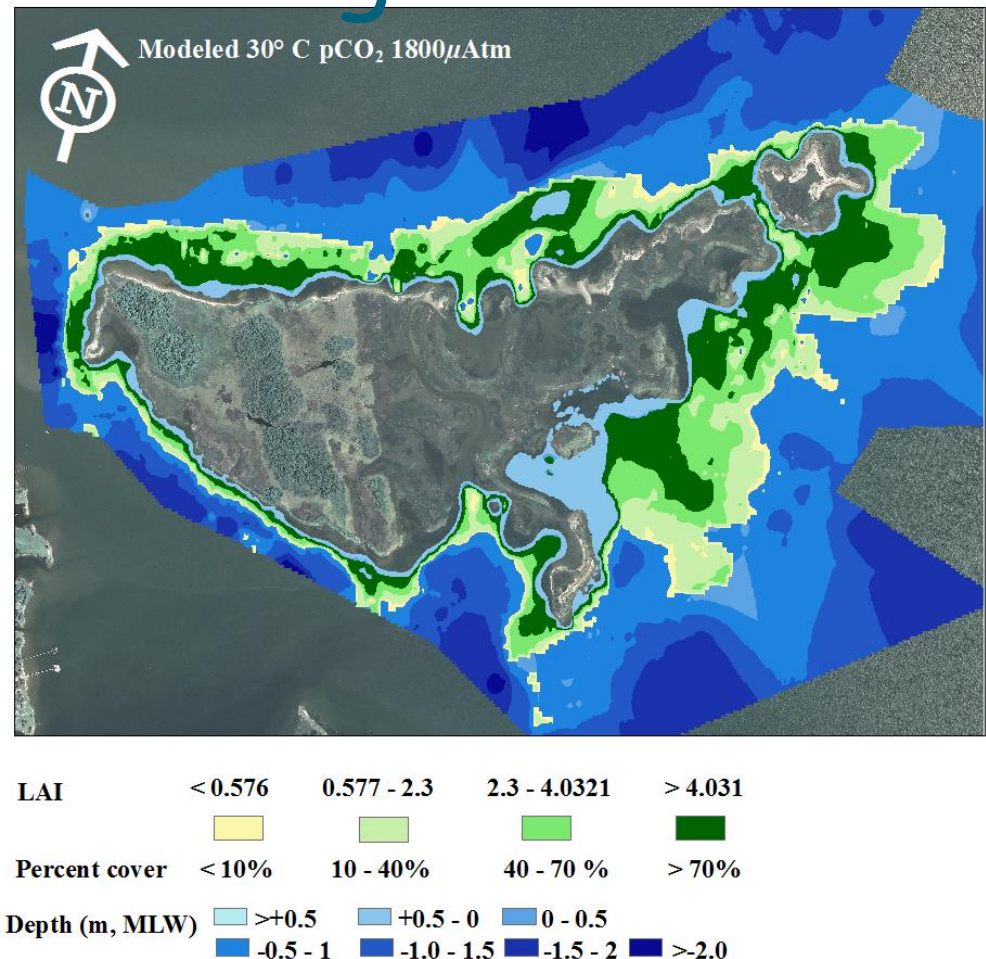 Modeled 30° C pCO₂ 1800µAtm
N
LAI < 0.576 0.577 - 2.3 2.3 - 4.0321 > 4.031
Percent cover < 10% 10 - 40% 40 - 70 % > 70%
Depth (m, MLW) >+0.5 +0.5 - 0 0 - 0.5
-0.5 - 1 -1.0 - 1.5 -1.5 - 2 >-2.0